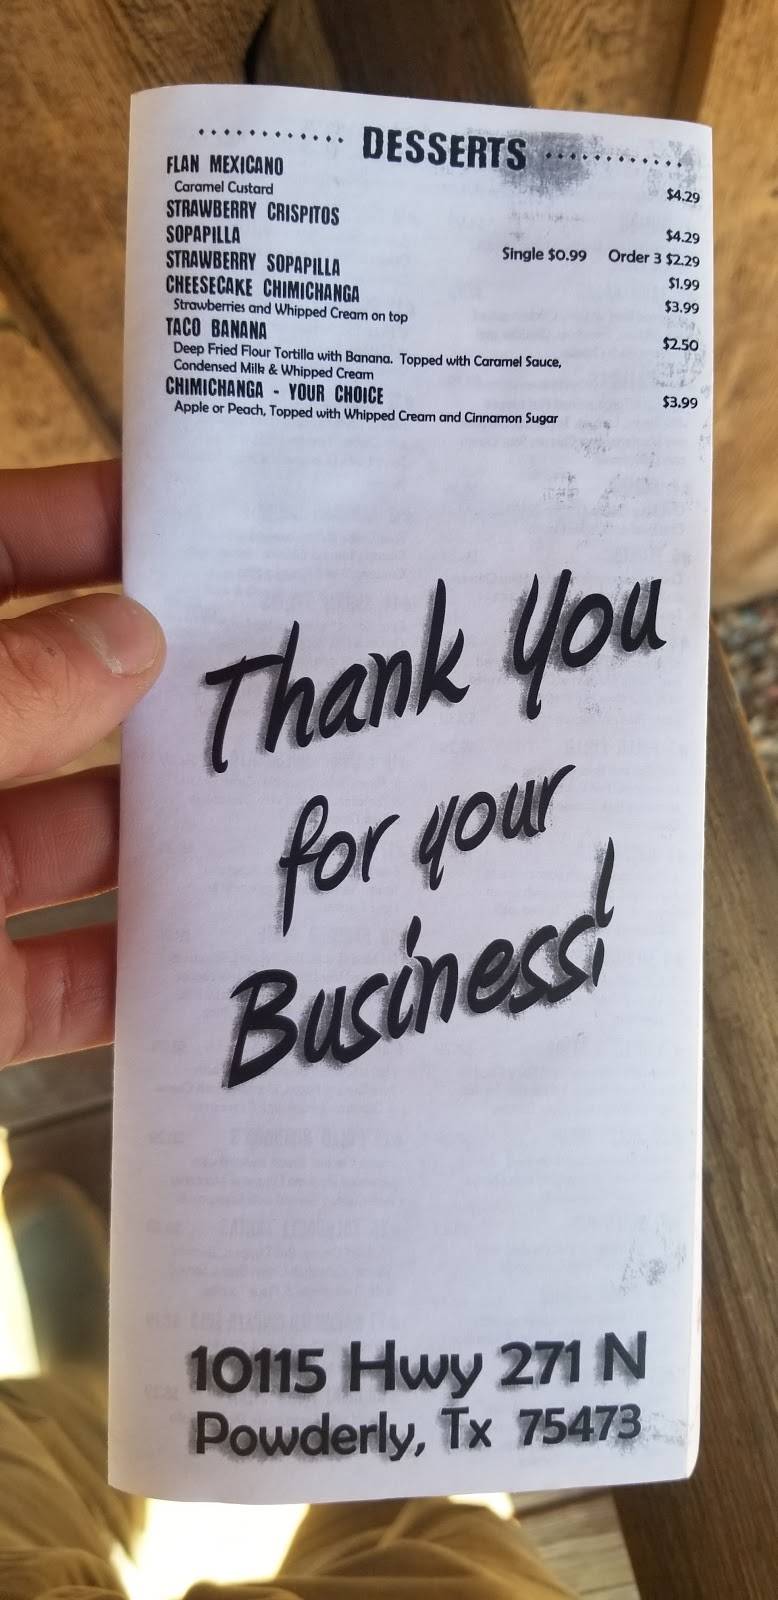 ............ DESSERTS ............
FLAN MEXICANO $4.29
Caramel Custard
STRAWBERRY CRISPITOS $4.29
SOPAPILLA Single $0.99 Order 3 $2.29
STRAWBERRY SOPAPILLA $1.99
CHEESECAKE CHIMICHANGA $3.99
Strawberries and Whipped Cream on top
TACO BANANA $2.50
Deep Fried Flour Tortilla with Banana. Topped with Caramel Sauce,
Condensed Milk & Whipped Cream
CHIMICHANGA - YOUR CHOICE $3.99
Apple or Peach, Topped with Whipped Cream and Cinnamon Sugar
Thank You
for your
Business!
10115 Hwy 271 N
Powderly, Tx 75473